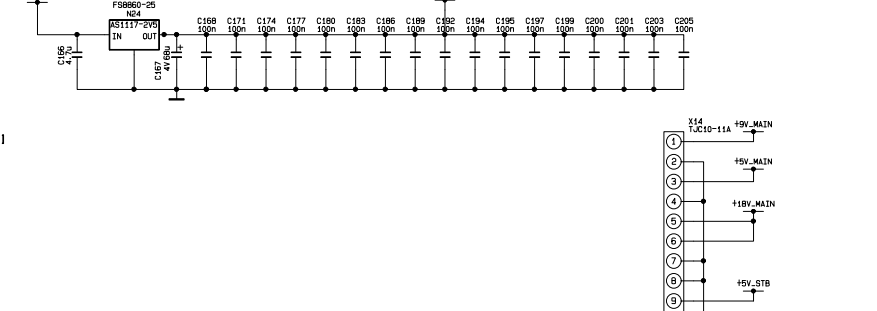 FS8860-25
N24
AS1117-2V5
IN OUT
C166
4.7u
C167
4V68u
+
C168 C171 C174 C177 C180 C183 C186 C189 C192 C194 C195 C197 C199 C200 C201 C203 C205
100n 100n 100n 100n 100n 100n 100n 100n 100n 100n 100n 100n 100n 100n 100n 100n 100n
]
X14
TJC10-11A
+9V_MAIN
1
2
+5V_MAIN
3
4
+18V_MAIN
5
6
7
8
+5V_STB
9